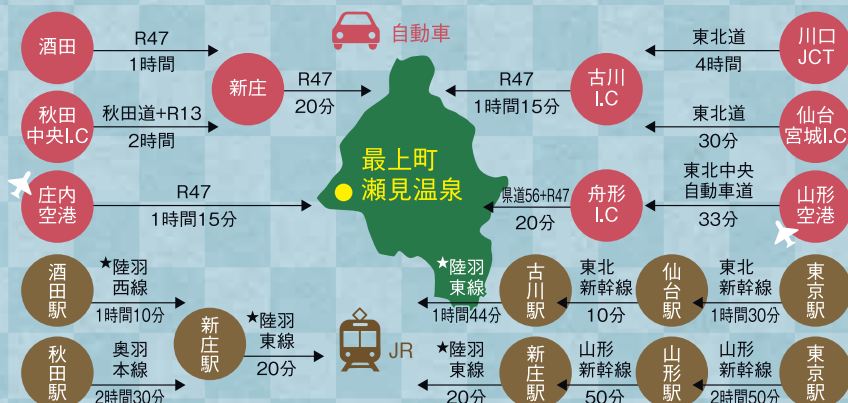 自動車
酒田
R47
1時間
秋田
中央I.C
秋田道+R13
2時間
新庄
R47
20分
庄内
空港
R47
1時間15分
最上町
瀬見温泉
R47
1時間15分
古川
I.C
東北道
4時間
川口
JCT
東北道
30分
仙台
宮城I.C
県道56+R47
20分
舟形
I.C
東北中央
自動車道
33分
山形
空港
酒田駅
★陸羽
西線
1時間10分
秋田駅
奥羽
本線
2時間30分
新庄駅
★陸羽
東線
20分
JR
★陸羽
東線
1時間44分
古川駅
東北
新幹線
10分
仙台駅
東北
新幹線
1時間30分
東京駅
★陸羽
東線
20分
新庄駅
山形
新幹線
50分
山形駅
山形
新幹線
2時間50分
東京駅